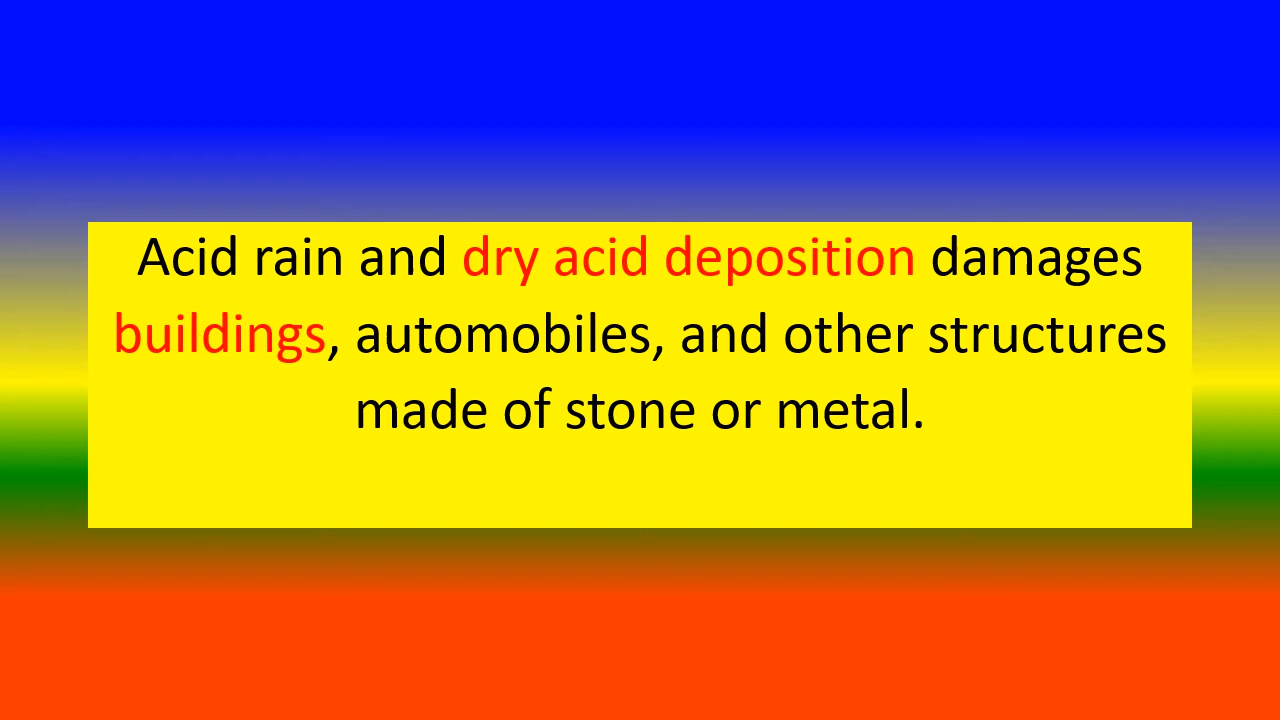 Acid rain and dry acid deposition damages
buildings, automobiles, and other structures
made of stone or metal.